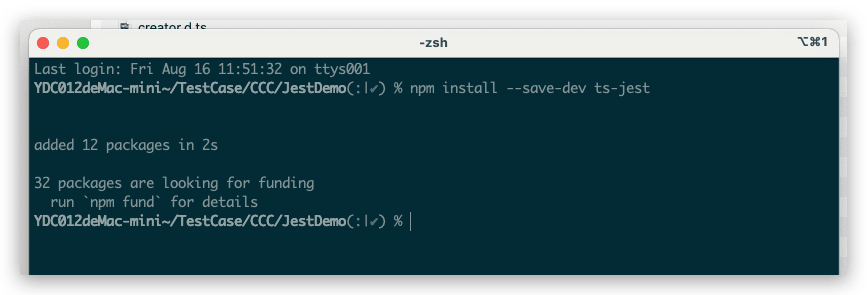 creator.d.ts
-zsh
⌥⌘1
Last login: Fri Aug 16 11:51:32 on ttys001
YDC012deMac-mini~/TestCase/CCC/JestDemo(:|✔) % npm install --save-dev ts-jest
added 12 packages in 2s
32 packages are looking for funding
run `npm fund` for details
YDC012deMac-mini~/TestCase/CCC/JestDemo(:|✔) %